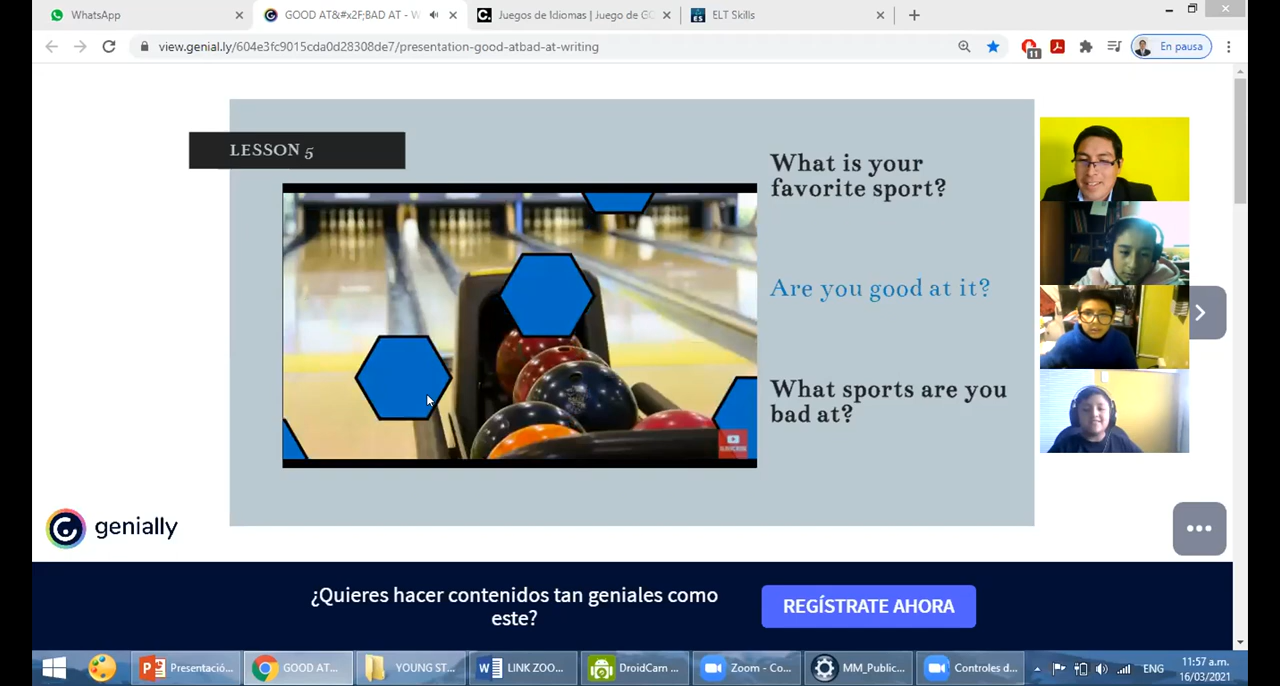 WhatsApp
GOOD AT&#x2F;BAD AT - W
Juegos de Idiomas | Juego de GO
ELT Skills
view.genial.ly/604e3fc9015cda0d28308de7/presentation-good-atbad-at-writing
11
En pausa
LESSON 5
What is your
favorite sport?
Are you good at it?
What sports are you
bad at?
SUBSCRIBE
genially
¿Quieres hacer contenidos tan geniales como
este?
REGÍSTRATE AHORA
Presentació...
GOOD AT...
YOUNG ST...
LINK ZOO...
DroidCam ...
Zoom - Co...
MM_Public...
Controles d...
ENG
11:57 a.m.
16/03/2021